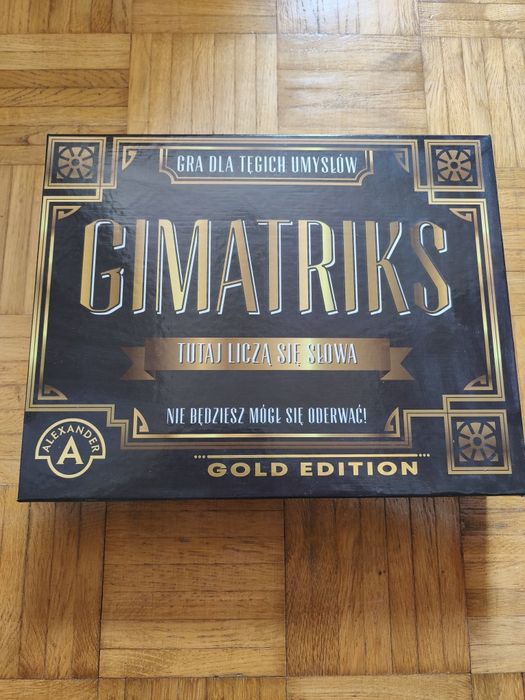 GRA DLA TĘGICH UMYSŁÓW
GIMATRIKS
TUTAJ LICZĄ SIĘ SŁOWA
NIE BĘDZIESZ MÓGŁ SIĘ ODERWAĆ!
ALEXANDER
A
GOLD EDITION